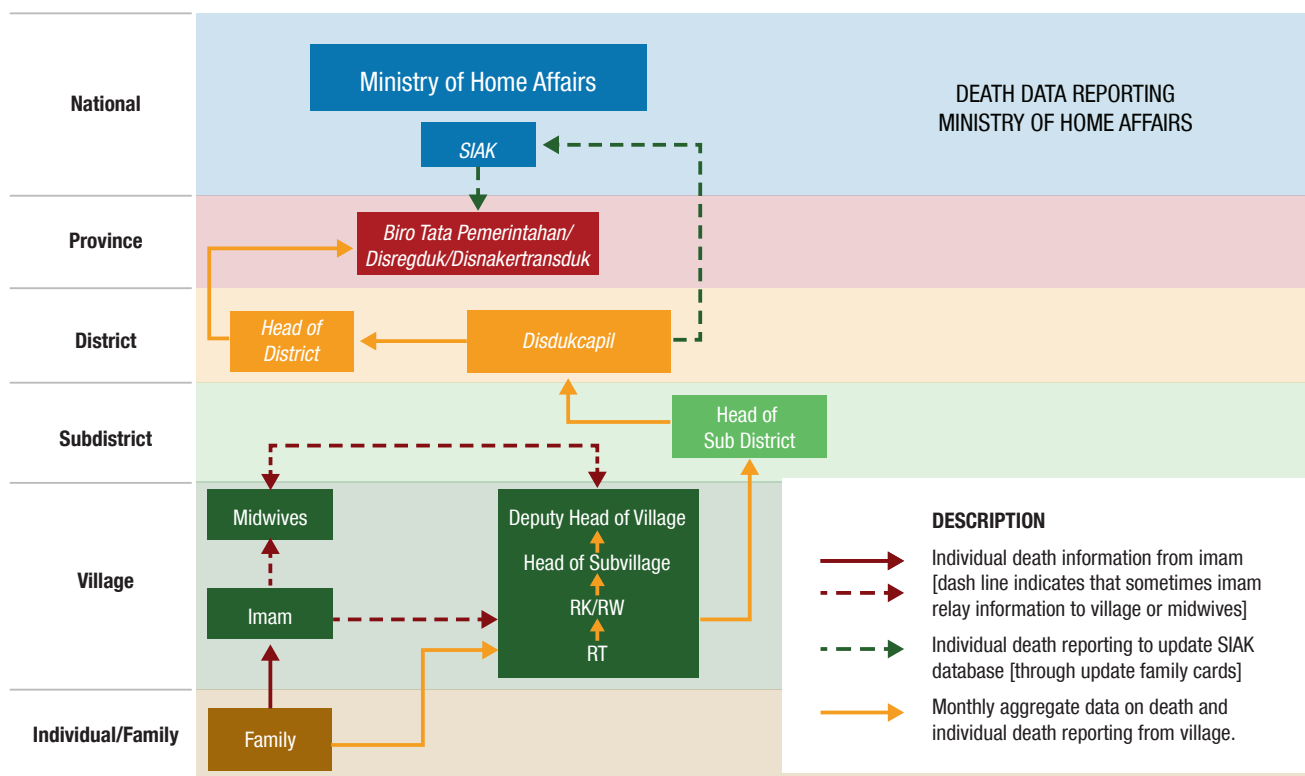 National
Ministry of Home Affairs
SIAK
DEATH DATA REPORTING
MINISTRY OF HOME AFFAIRS
Province
Biro Tata Pemerintahan/
Disregduk/Disnakertransduk
District
Head of
District
Disdukcapil
Subdistrict
Head of
Sub District
Village
Midwives
Imam
Deputy Head of Village
Head of Subvillage
RK/RW
RT
Individual/Family
Family
DESCRIPTION
Individual death information from imam
[dash line indicates that sometimes imam
relay information to village or midwives]
Individual death reporting to update SIAK
database [through update family cards]
Monthly aggregate data on death and
individual death reporting from village.